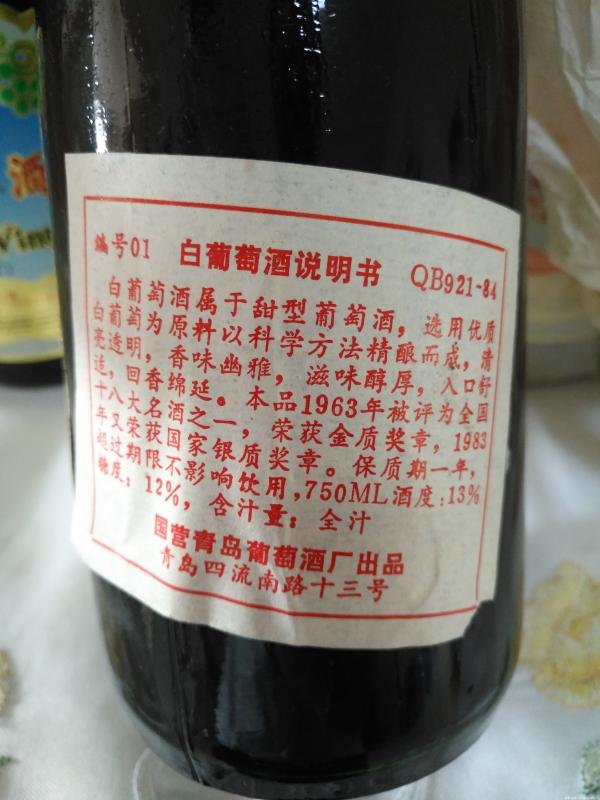 编号01 白葡萄酒说明书 QB921-84
白葡萄酒属于甜型葡萄酒，选用优质
白葡萄为原料以科学方法精酿而成，清
亮透明，香味幽雅，滋味醇厚，入口舒
适，回香绵延。本品1963年被评为全国
十八大名酒之一，荣获金质奖章，1983
年又荣获国家银质奖章。保质期一年，
超过期限不影响饮用，750ML酒度：13%
糖度：12%，含汁量：全汁
国营青岛葡萄酒厂出品
青岛四流南路十三号
酒
Wine